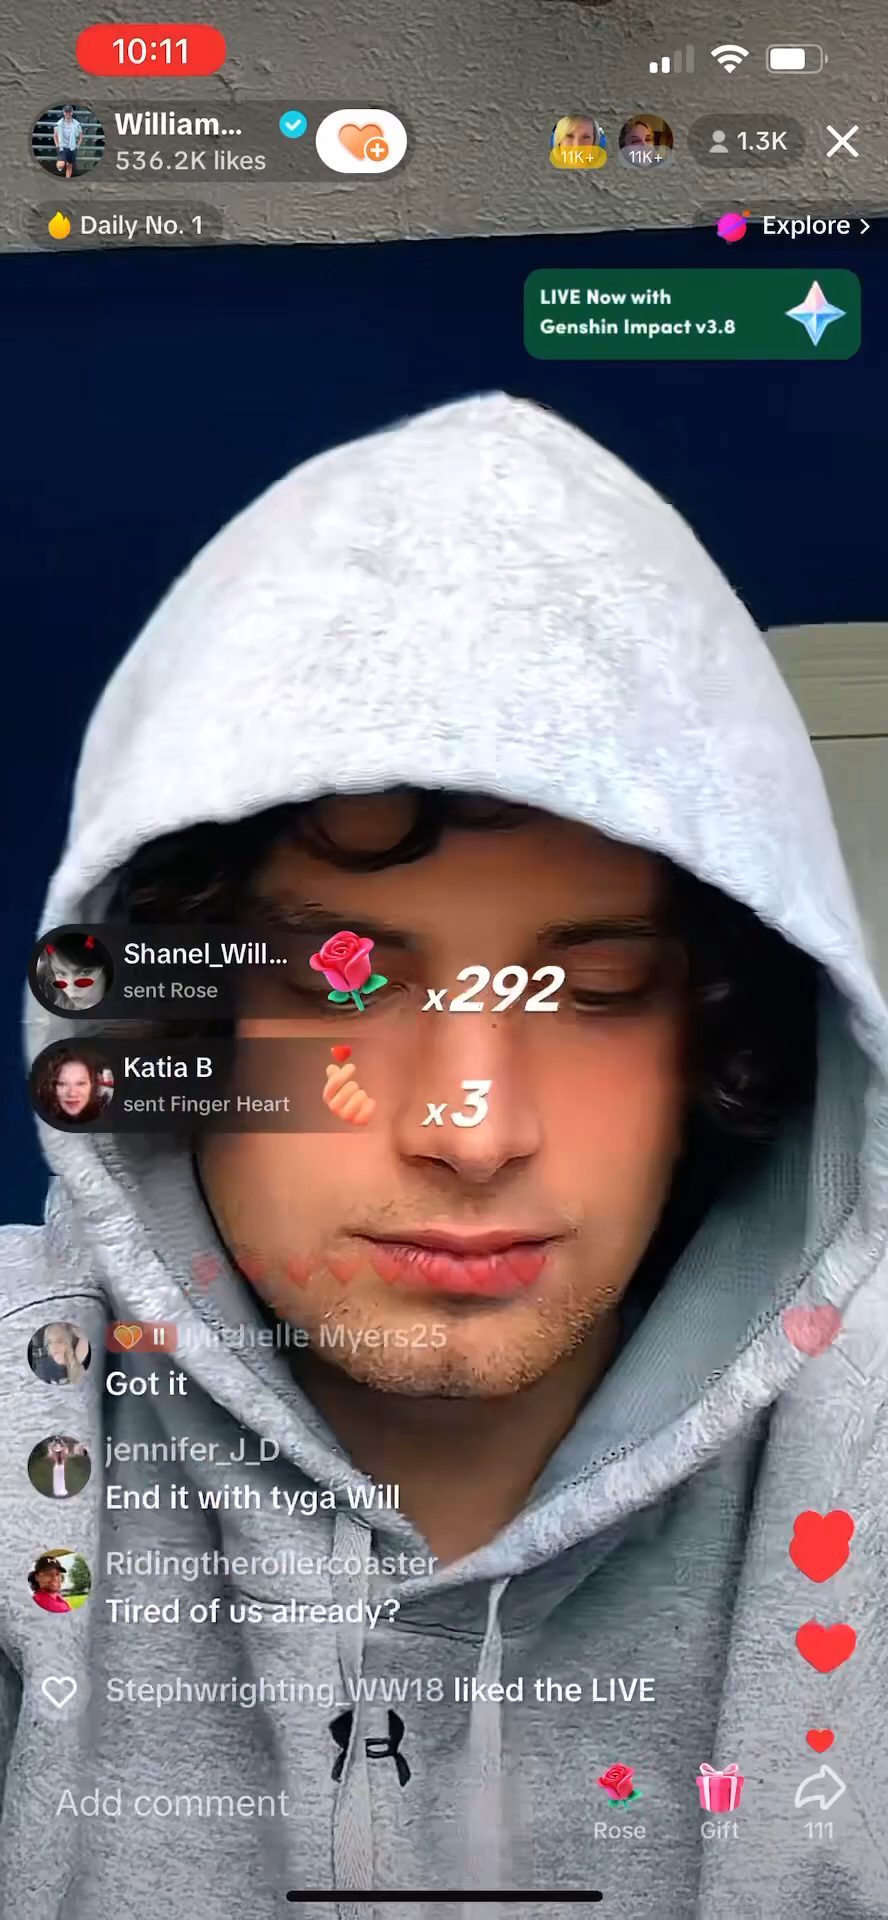 10:11
William...
536.2K likes
11K+
11K+
1.3K
Daily No. 1
Explore >
LIVE Now with
Genshin Impact v3.8
Shanel_Will...
sent Rose
x292
Katia B
sent Finger Heart
x3
Michelle Myers25
Got it
jennifer_J_D
End it with tyga Will
Ridingtherollercoaster
Tired of us already?
Stephwrighting_WW18 liked the LIVE
Add comment
Rose
Gift
111